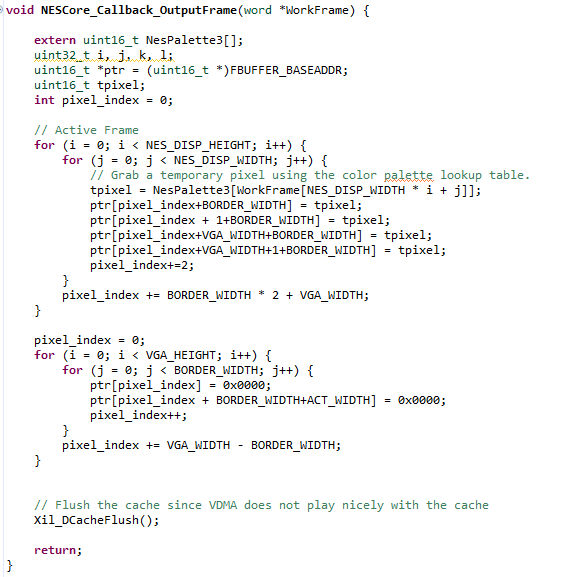 void NESCore_Callback_OutputFrame(word *WorkFrame) {
extern uint16_t NesPalette3[];
uint32_t i, j, k, l;
uint16_t *ptr = (uint16_t *)FBUFFER_BASEADDR;
uint16_t tpixel;
int pixel_index = 0;
// Active Frame
for (i = 0; i < NES_DISP_HEIGHT; i++) {
for (j = 0; j < NES_DISP_WIDTH; j++) {
// Grab a temporary pixel using the color palette lookup table.
tpixel = NesPalette3[WorkFrame[NES_DISP_WIDTH * i + j]];
ptr[pixel_index+BORDER_WIDTH] = tpixel;
ptr[pixel_index + 1+BORDER_WIDTH] = tpixel;
ptr[pixel_index+VGA_WIDTH+BORDER_WIDTH] = tpixel;
ptr[pixel_index+VGA_WIDTH+1+BORDER_WIDTH] = tpixel;
pixel_index+=2;
}
pixel_index += BORDER_WIDTH * 2 + VGA_WIDTH;
}
pixel_index = 0;
for (i = 0; i < VGA_HEIGHT; i++) {
for (j = 0; j < BORDER_WIDTH; j++) {
ptr[pixel_index] = 0x0000;
ptr[pixel_index + BORDER_WIDTH+ACT_WIDTH] = 0x0000;
pixel_index++;
}
pixel_index += VGA_WIDTH - BORDER_WIDTH;
}
// Flush the cache since VDMA does not play nicely with the cache
Xil_DCacheFlush();
return;
}